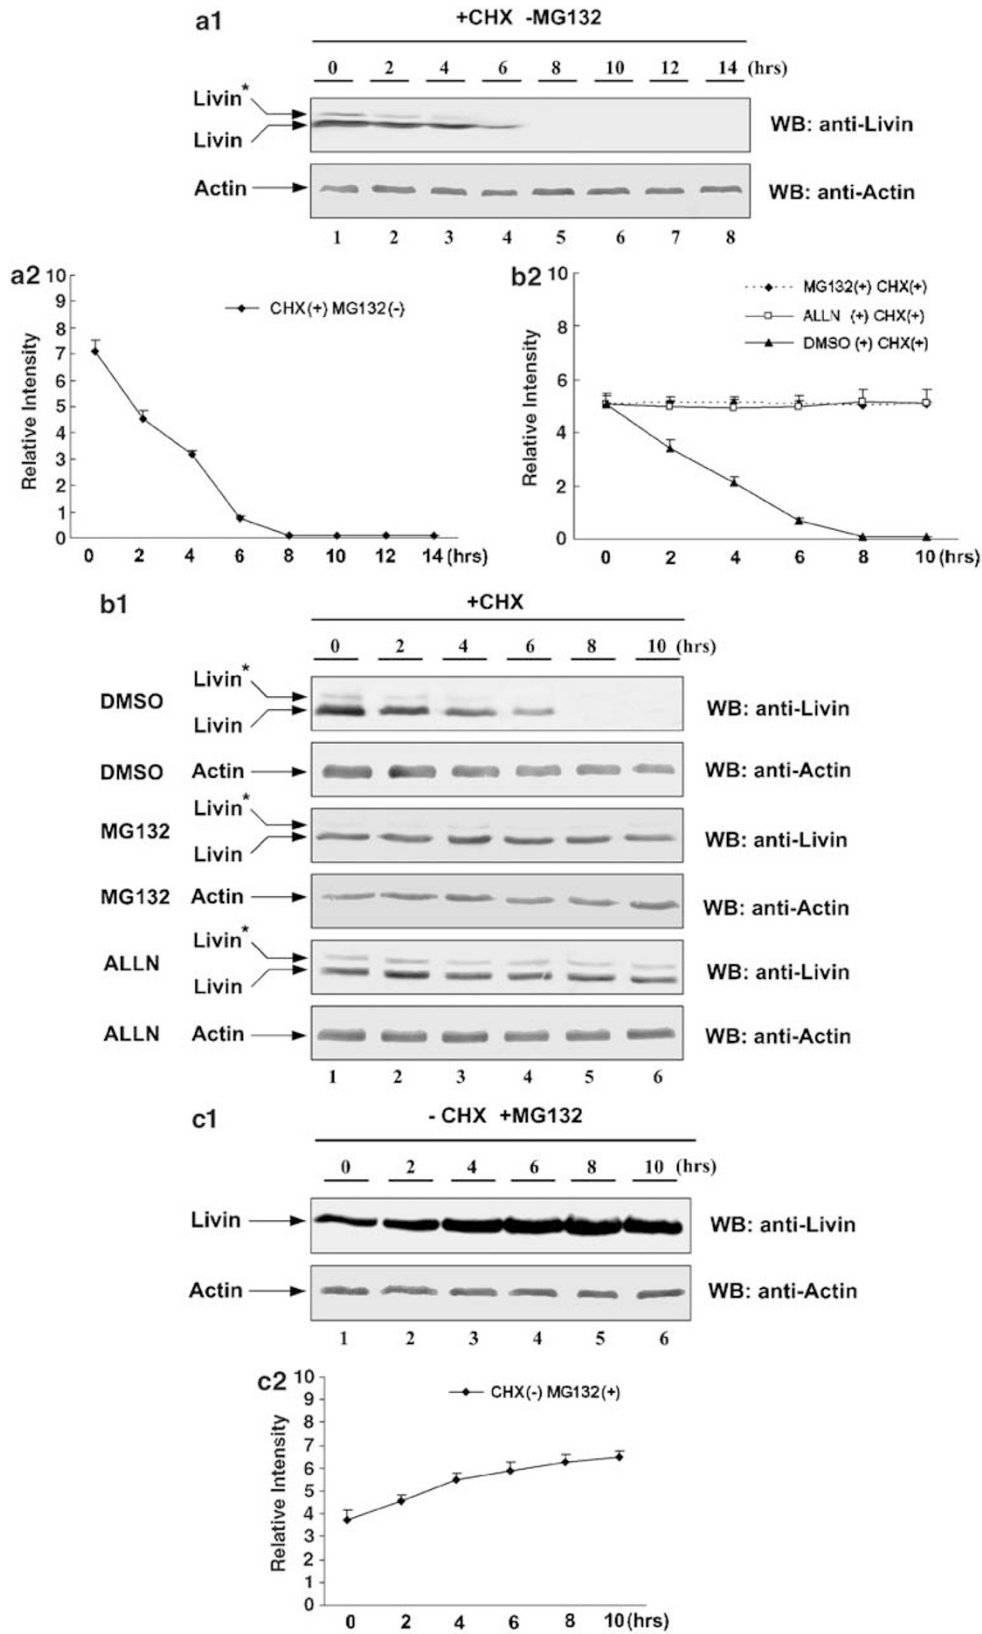 a1
+CHX -MG132
0 2 4 6 8 10 12 14 (hrs)
Livin*
Livin
WB: anti-Livin
Actin
WB: anti-Actin
1 2 3 4 5 6 7 8
a2
10
9
8
7
6
5
4
3
2
1
0
Relative Intensity
CHX(+) MG132(-)
0 2 4 6 8 10 12 14 (hrs)
b2
10
8
6
4
2
0
Relative Intensity
MG132(+) CHX(+)
ALLN (+) CHX(+)
DMSO (+) CHX(+)
0 2 4 6 8 10 (hrs)
b1
+CHX
0 2 4 6 8 10 (hrs)
Livin*
DMSO
Livin
WB: anti-Livin
DMSO Actin WB: anti-Actin
Livin*
MG132
Livin
WB: anti-Livin
MG132 Actin WB: anti-Actin
Livin*
ALLN
Livin
WB: anti-Livin
ALLN Actin WB: anti-Actin
1 2 3 4 5 6
c1
- CHX +MG132
0 2 4 6 8 10 (hrs)
Livin WB: anti-Livin
Actin WB: anti-Actin
1 2 3 4 5 6
c2
10
9
8
7
6
5
4
3
2
1
0
Relative Intensity
CHX(-) MG132(+)
0 2 4 6 8 10 (hrs)